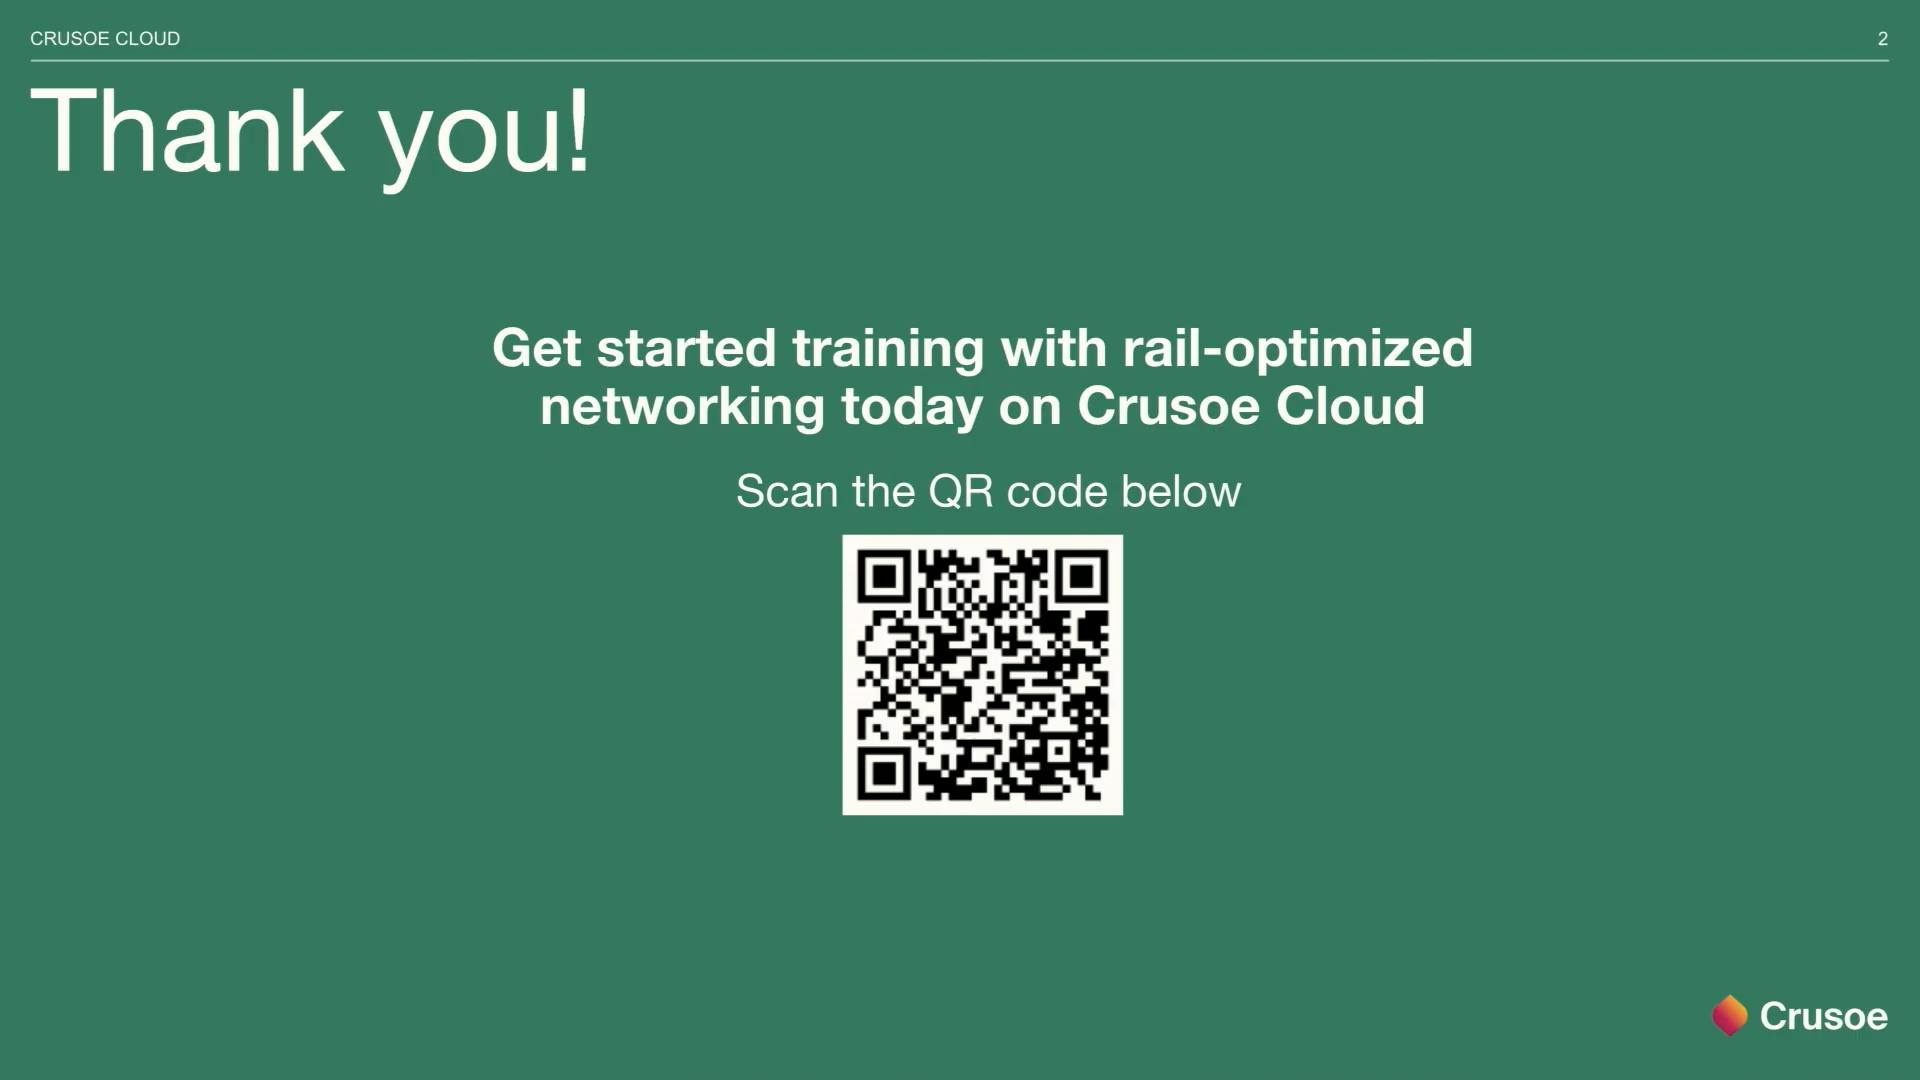 CRUSOE CLOUD
2
Thank you!
Get started training with rail-optimized
networking today on Crusoe Cloud
Scan the QR code below
Crusoe